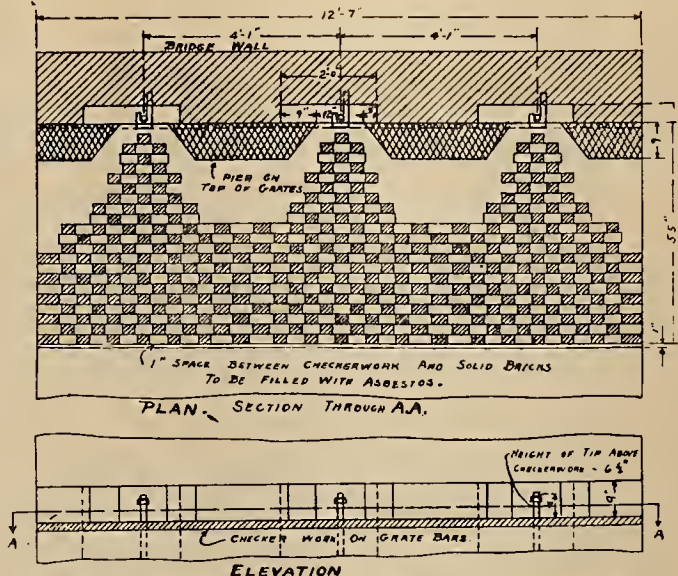 12'-7"
4'-1" 4'-1"
BRIDGE WALL
2'-0"
9" 12"
9"
PIER ON
TOP OF GRATES
55"
1"
1" SPACE BETWEEN CHECKERWORK AND SOLID BRICKS
TO BE FILLED WITH ASBESTOS.
PLAN. SECTION THROUGH A.A.
HEIGHT OF TIP ABOVE
CHECKERWORK - 6½"
9"
A A
CHECKER WORK ON GRATE BARS.
ELEVATION